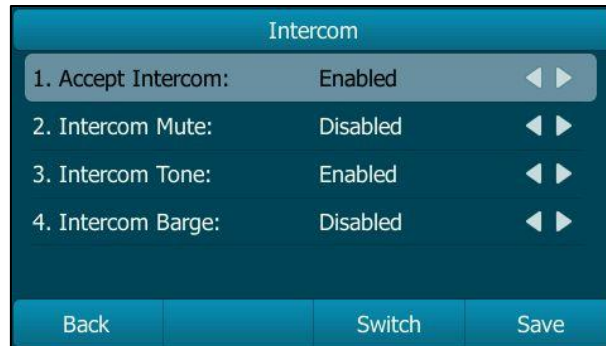 Intercom
1. Accept Intercom: Enabled
2. Intercom Mute: Disabled
3. Intercom Tone: Enabled
4. Intercom Barge: Disabled
Back Switch Save